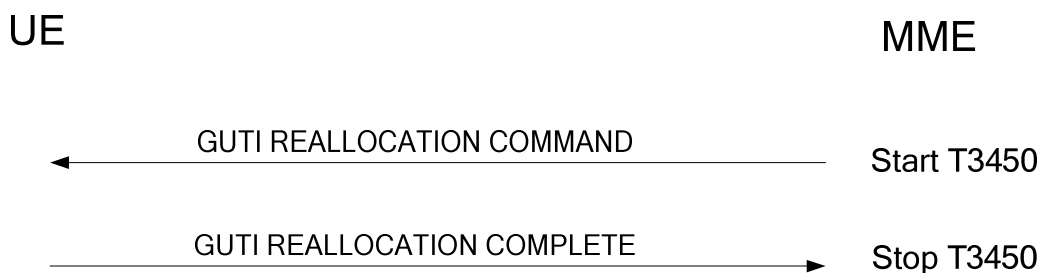 UE
MME
GUTI REALLOCATION COMMAND
Start T3450
GUTI REALLOCATION COMPLETE
Stop T3450